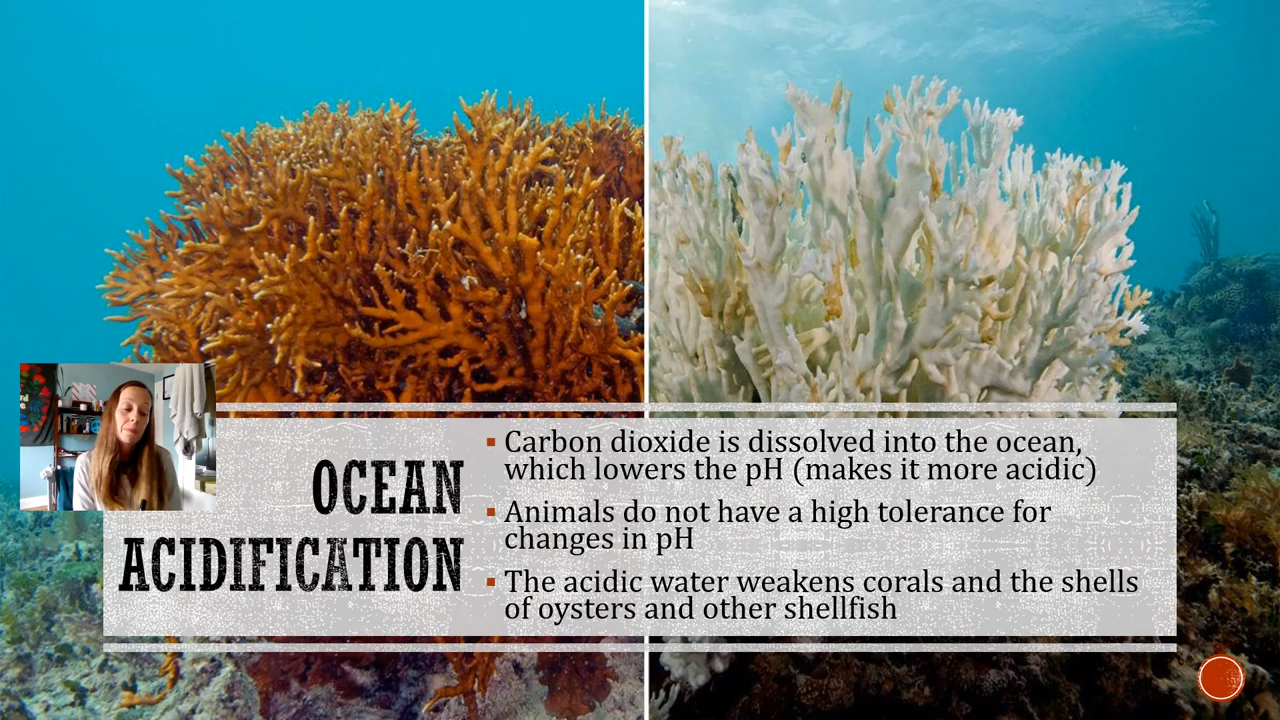 OCEAN
ACIDIFICATION
Carbon dioxide is dissolved into the ocean,
which lowers the pH (makes it more acidic)
Animals do not have a high tolerance for
changes in pH
The acidic water weakens corals and the shells
of oysters and other shellfish